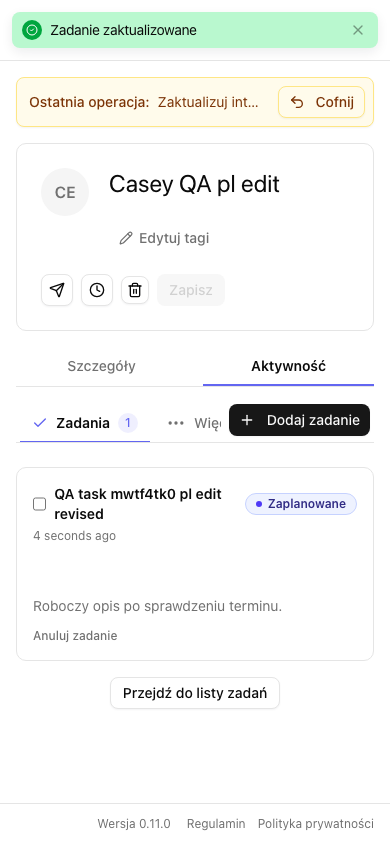 Zadanie zaktualizowane
Ostatnia operacja: Zaktualizuj int...
Cofnij
CE
Casey QA pl edit
Edytuj tagi
Zapisz
Szczegóły
Aktywność
Zadania 1
Więc
Dodaj zadanie
QA task mwtf4tk0 pl edit
revised
Zaplanowane
4 seconds ago
Roboczy opis po sprawdzeniu terminu.
Anuluj zadanie
Przejdź do listy zadań
Wersja 0.11.0 Regulamin Polityka prywatności